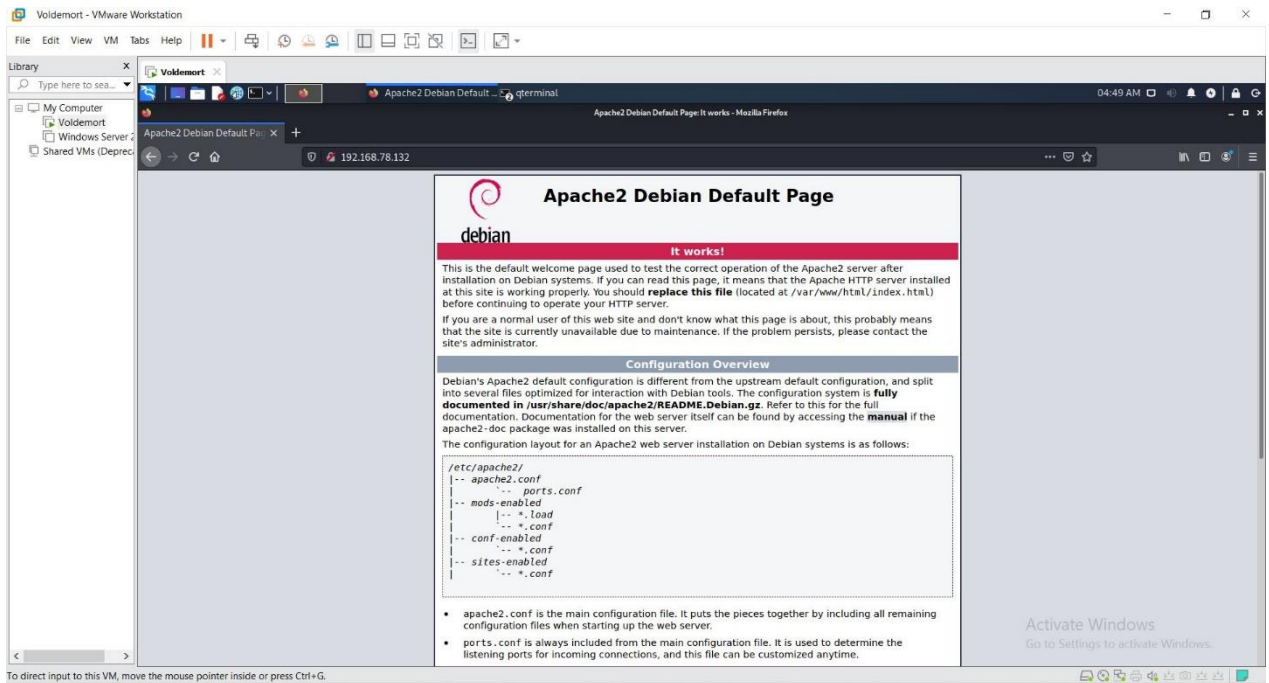 Voldemort - VMware Workstation
File Edit View VM Tabs Help
Library
Type here to sea...
My Computer
Voldemort
Windows Server 2
Shared VMs (Deprec
Voldemort
Apache2 Debian Default ...
qterminal
04:49 AM
Apache2 Debian Default Page: It works - Mozilla Firefox
Apache2 Debian Default Pag
192.168.78.132
debian
Apache2 Debian Default Page
It works!
This is the default welcome page used to test the correct operation of the Apache2 server after
installation on Debian systems. If you can read this page, it means that the Apache HTTP server installed
at this site is working properly. You should replace this file (located at /var/www/html/index.html)
before continuing to operate your HTTP server.
If you are a normal user of this web site and don't know what this page is about, this probably means
that the site is currently unavailable due to maintenance. If the problem persists, please contact the
site's administrator.
Configuration Overview
Debian's Apache2 default configuration is different from the upstream default configuration, and split
into several files optimized for interaction with Debian tools. The configuration system is fully
documented in /usr/share/doc/apache2/README.Debian.gz. Refer to this for the full
documentation. Documentation for the web server itself can be found by accessing the manual if the
apache2-doc package was installed on this server.
The configuration layout for an Apache2 web server installation on Debian systems is as follows:
/etc/apache2/
|-- apache2.conf
|       `--  ports.conf
|-- mods-enabled
|       |-- *.load
|       `-- *.conf
|-- conf-enabled
|       `-- *.conf
|-- sites-enabled
|       `-- *.conf
• apache2.conf is the main configuration file. It puts the pieces together by including all remaining
configuration files when starting up the web server.
• ports.conf is always included from the main configuration file. It is used to determine the
listening ports for incoming connections, and this file can be customized anytime.
Activate Windows
Go to Settings to activate Windows.
To direct input to this VM, move the mouse pointer inside or press Ctrl+G.